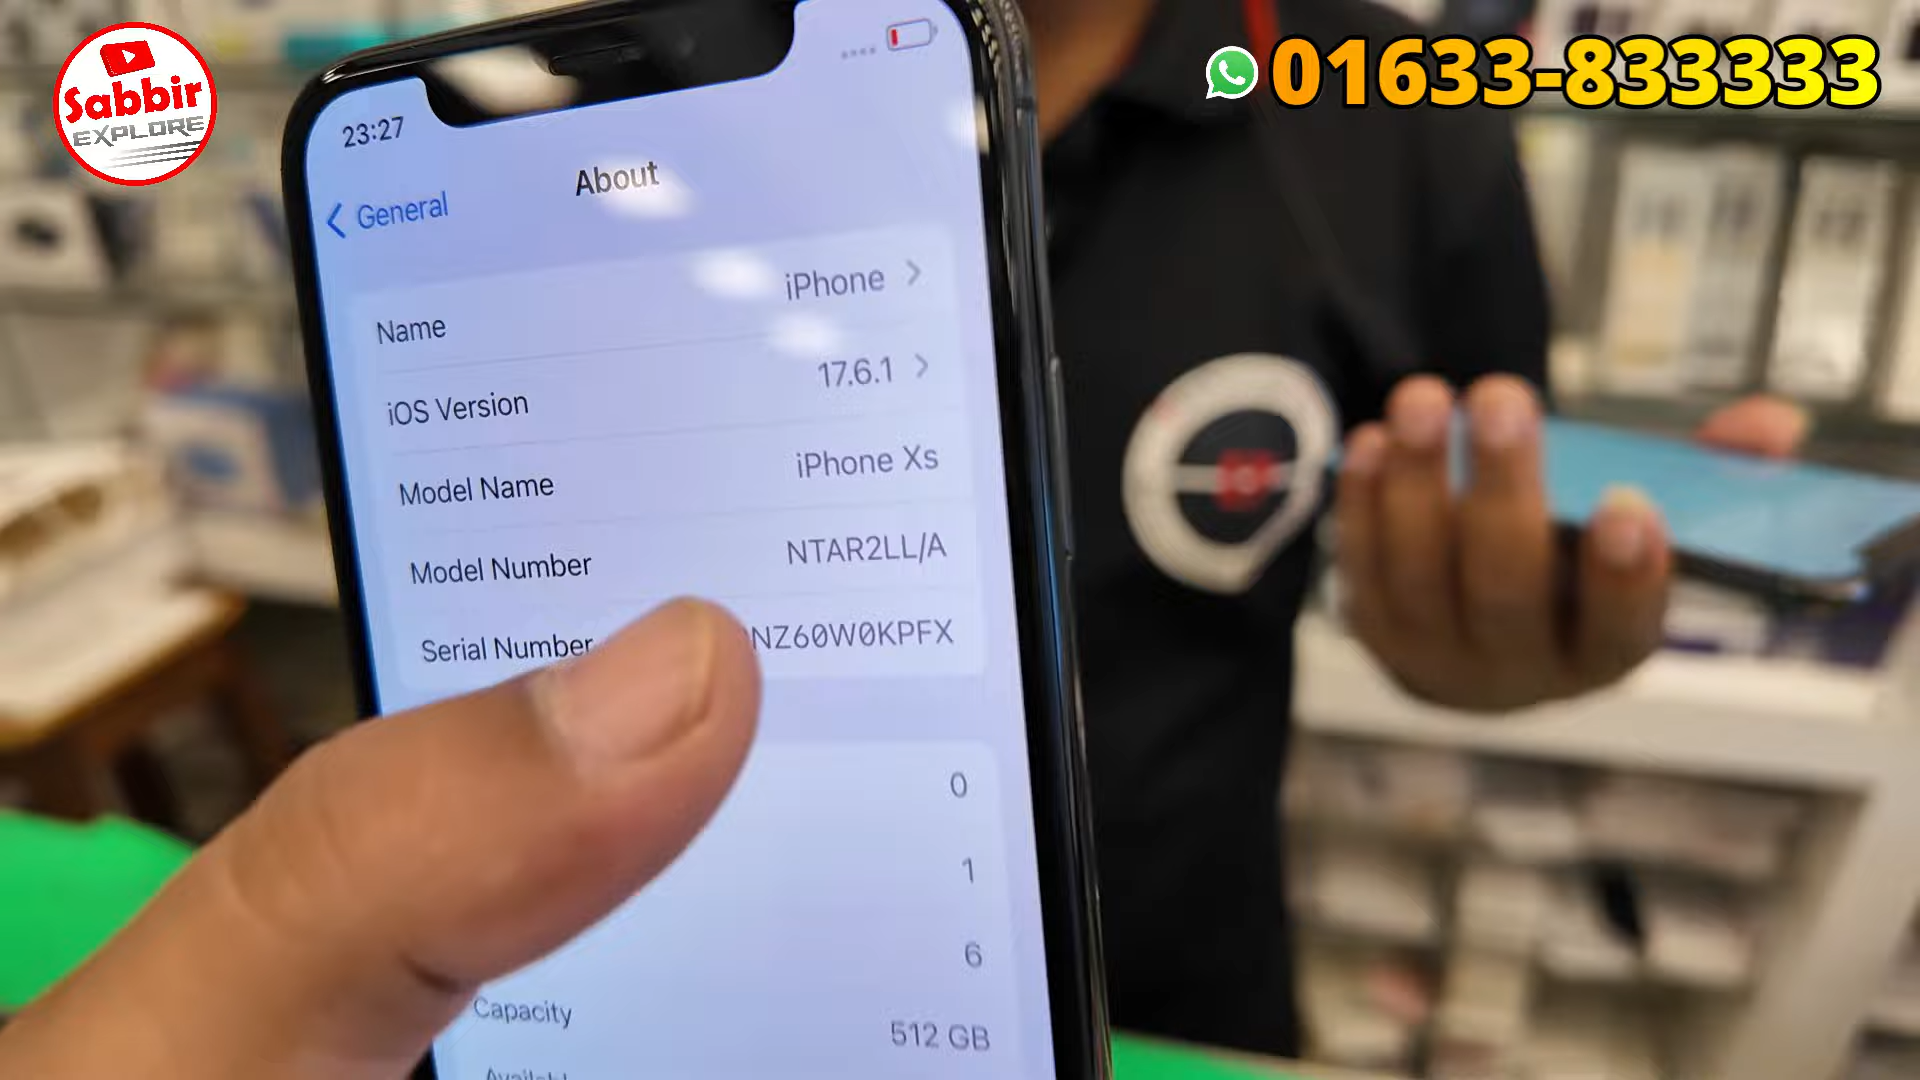 Sabbir
EXPLORE
01633-833333
23:27
General
About
Name
iPhone
iOS Version
17.6.1
Model Name
iPhone Xs
Model Number
NTAR2LL/A
Serial Number
NZ60W0KPFX
0
1
6
Capacity
512 GB